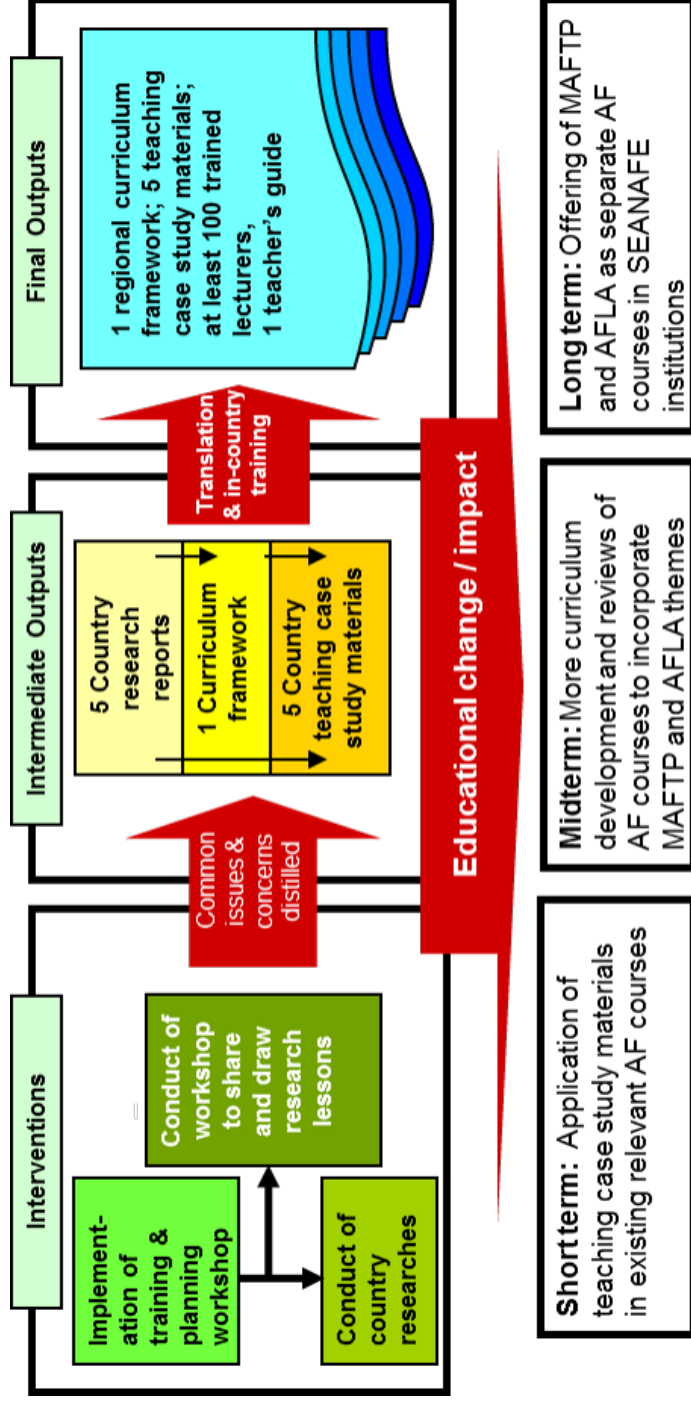 Interventions
Implement-
ation of
training &
planning
workshop
Conduct of
country
researches
Conduct of
workshop
to share
and draw
research
lessons
Common
issues &
concerns
distilled
Intermediate Outputs
5 Country
research
reports
1 Curriculum
framework
5 Country
teaching case
study materials
Translation
& in-country
training
Final Outputs
1 regional curriculum
framework; 5 teaching
case study materials;
at least 100 trained
lecturers,
1 teacher's guide
Educational change / impact
Short term: Application of
teaching case study materials
in existing relevant AF courses
Midterm: More curriculum
development and reviews of
AF courses to incorporate
MAFTP and AFLA themes
Long term: Offering of MAFTP
and AFLA as separate AF
courses in SEANAFE
institutions